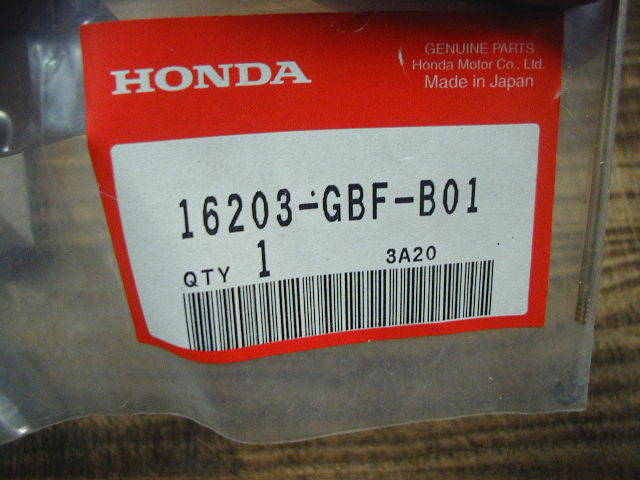 HONDA
GENUINE PARTS
Honda Motor Co., Ltd.
Made in Japan
16203-GBF-B01
QTY 1 3A20